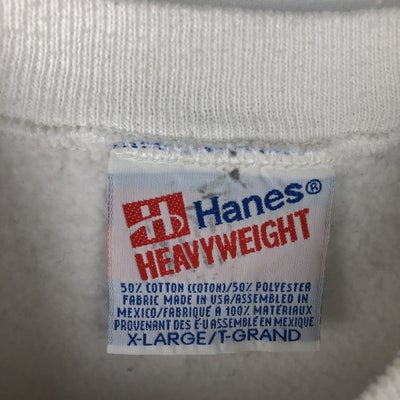 Hanes®
HEAVYWEIGHT
50% COTTON (COTON)/50% POLYESTER
FABRIC MADE IN USA/ASSEMBLED IN
MEXICO/FABRIQUÉ A 100% MATERIAUX
PROVENANT DES É-U ASSEMBLÉ EN MEXIQUE
X-LARGE/T-GRAND